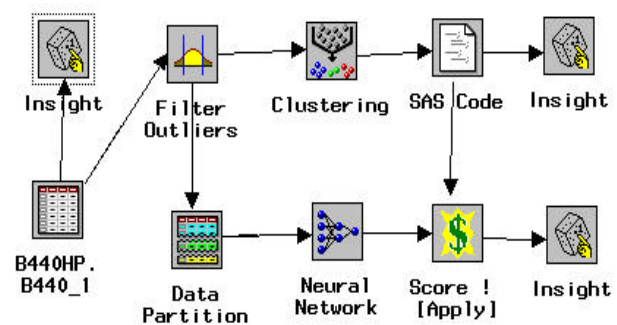 Insight
Filter
Outliers
Clustering
SAS Code
Insight
B440HP.
B440_1
Data
Partition
Neural
Network
Score !
[Apply]
Insight